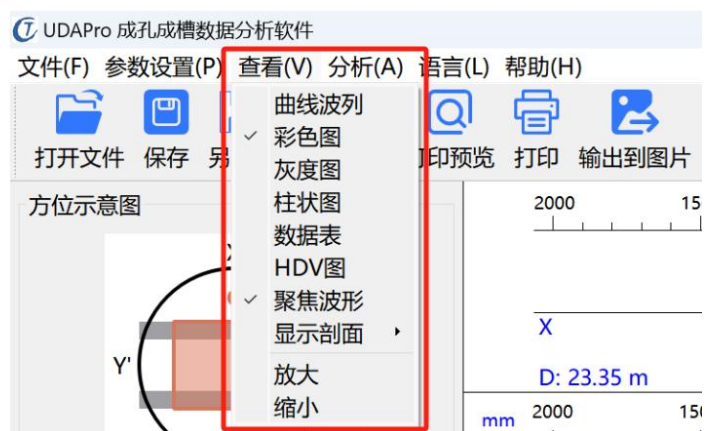 UDAPro 成孔成槽数据分析软件
文件(F) 参数设置(P) 查看(V) 分析(A) 语言(L) 帮助(H)
打开文件 保存 另 打印预览 打印 输出到图片
曲线波列
彩色图
灰度图
柱状图
数据表
HDV图
聚焦波形
显示剖面
放大
缩小
方位示意图
Y'
2000 15
X
D: 23.35 m
mm 2000 150